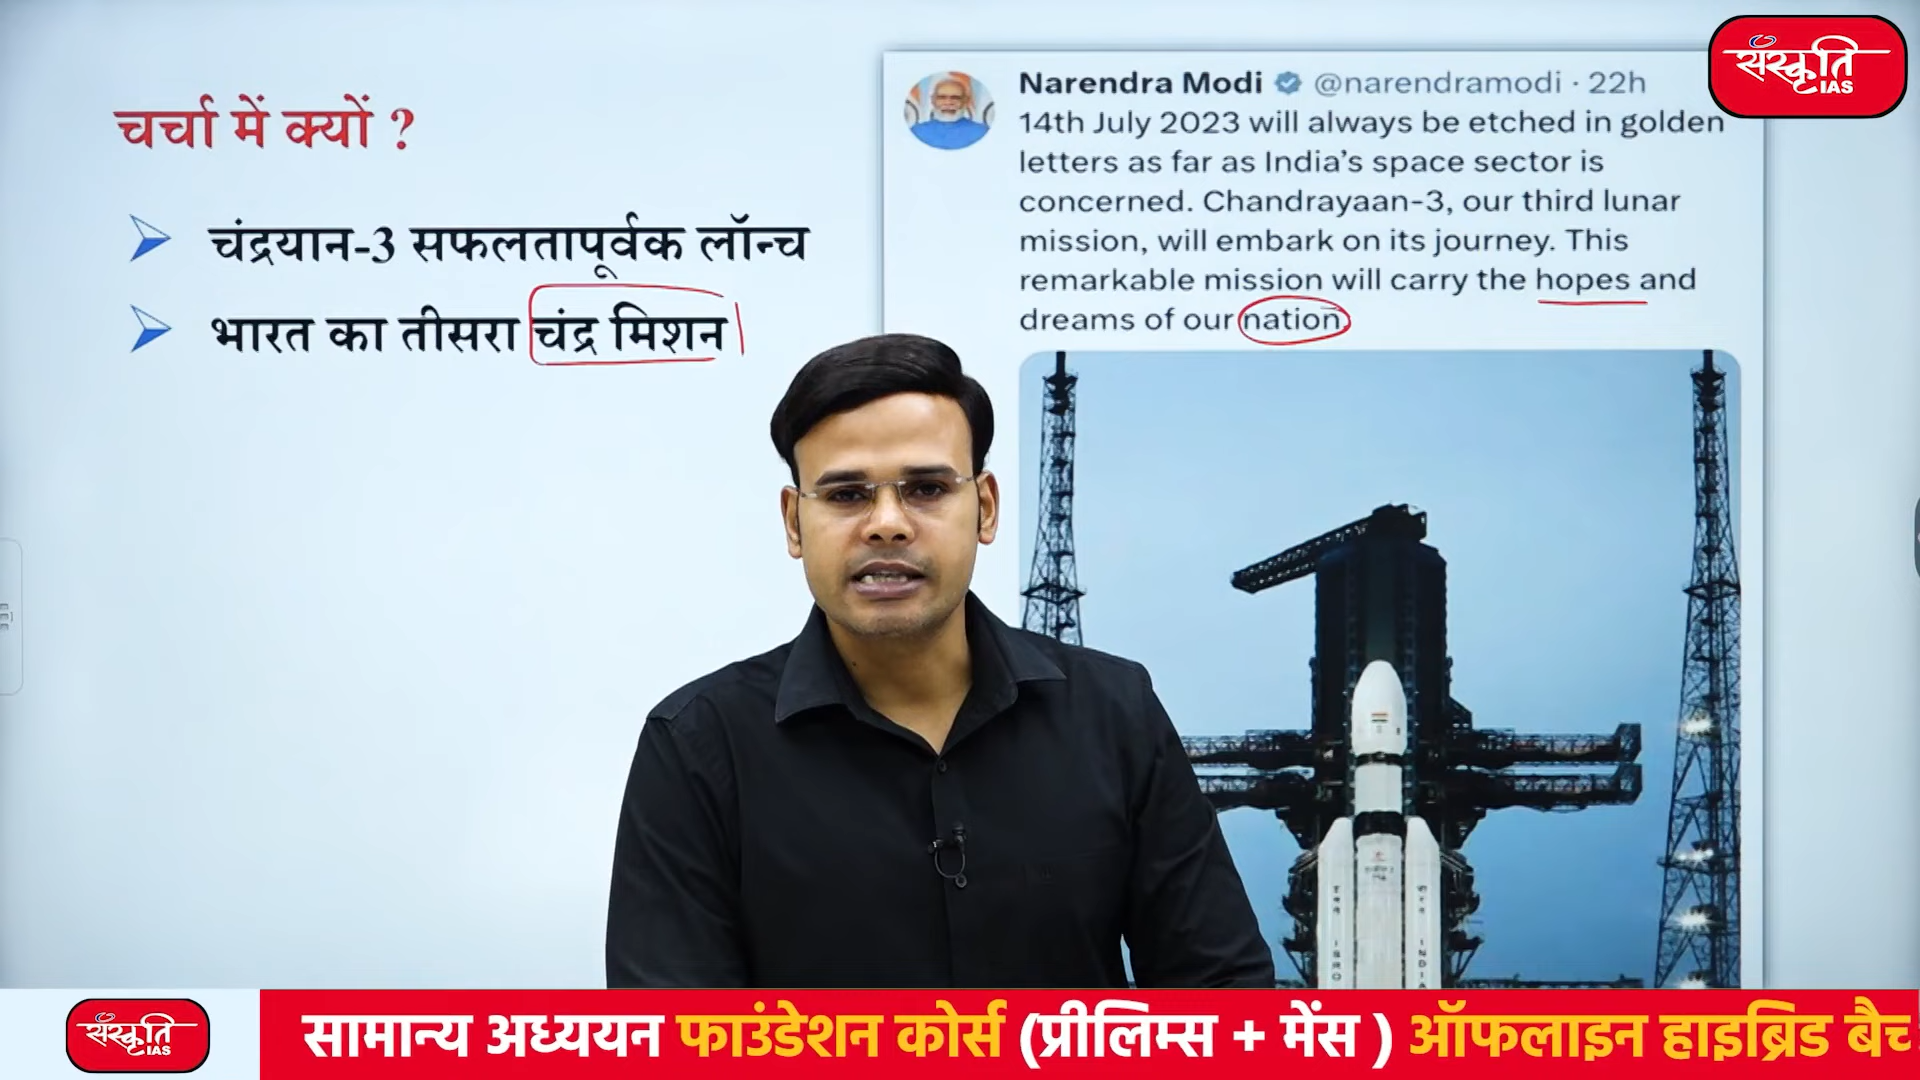 चर्चा में क्यों ?
चंद्रयान-3 सफलतापूर्वक लॉन्च
भारत का तीसरा चंद्र मिशन
Narendra Modi @narendramodi · 22h
14th July 2023 will always be etched in golden
letters as far as India’s space sector is
concerned. Chandrayaan-3, our third lunar
mission, will embark on its journey. This
remarkable mission will carry the hopes and
dreams of our nation.
संस्कृति
IAS
संस्कृति
IAS
सामान्य अध्ययन फाउंडेशन कोर्स (प्रीलिम्स + मेंस ) ऑफलाइन हाइब्रिड बैच